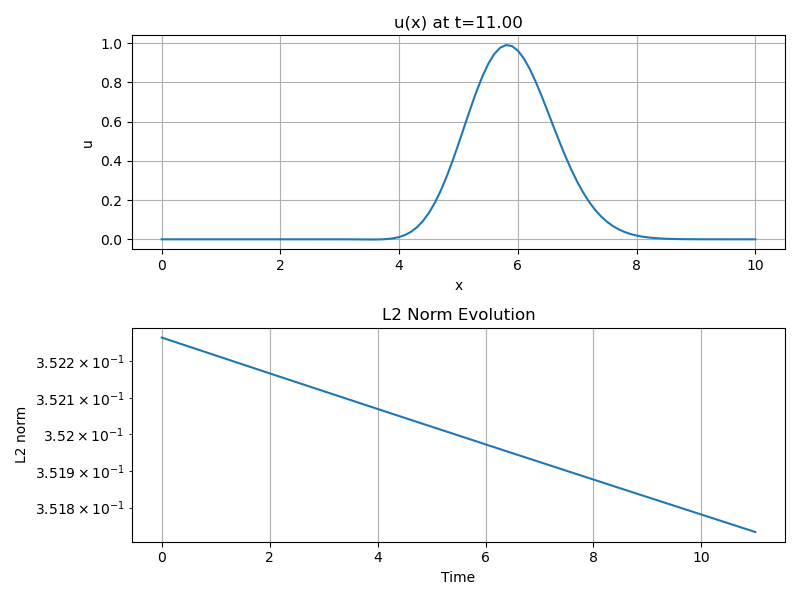 u(x) at t=11.00
1.0
0.8
0.6
0.4
0.2
0.0
u
0 2 4 6 8 10
x
L2 Norm Evolution
3.522 × 10⁻¹
3.521 × 10⁻¹
3.52 × 10⁻¹
3.519 × 10⁻¹
3.518 × 10⁻¹
L2 norm
0 2 4 6 8 10
Time